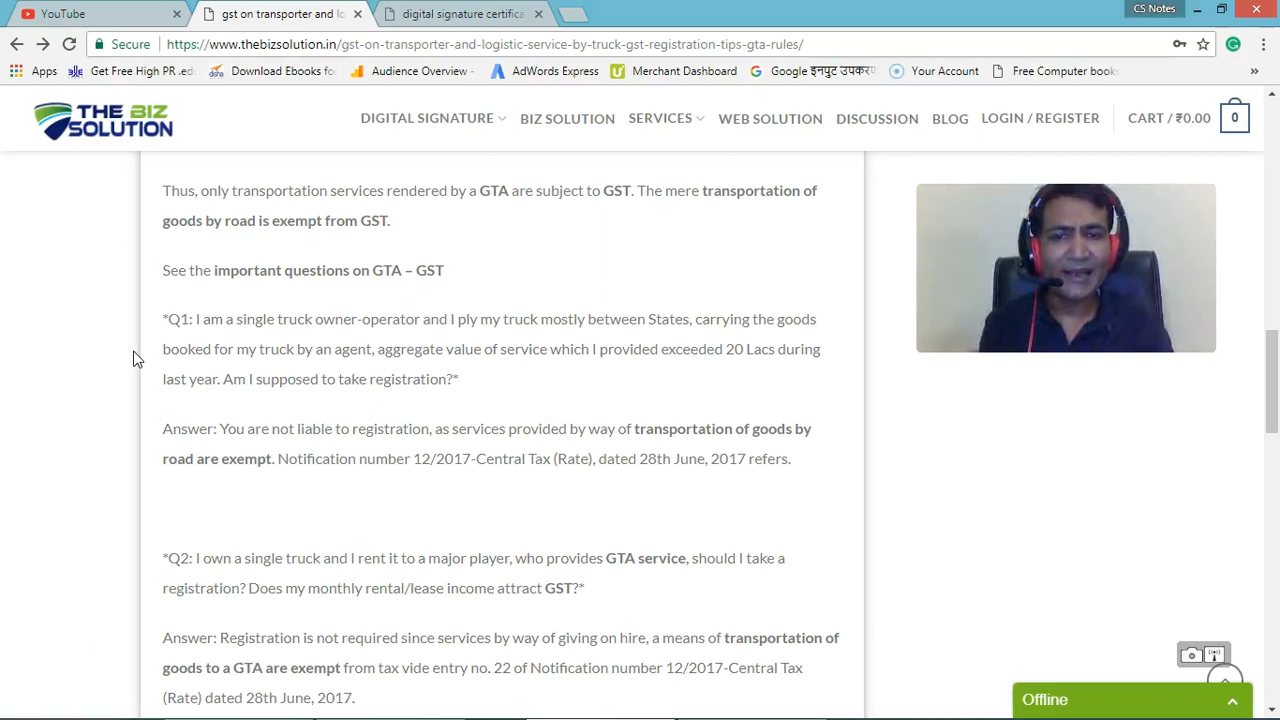 YouTube
gst on transporter and lo
digital signature certifica
CS Notes
Secure
https://www.thebizsolution.in/gst-on-transporter-and-logistic-service-by-truck-gst-registration-tips-gta-rules/
Apps
Get Free High PR .ed
Download Ebooks for
Audience Overview -
AdWords Express
Merchant Dashboard
Google इनपुट उपकरण
Your Account
Free Computer book
»
THE BIZ
SOLUTION
DIGITAL SIGNATURE
BIZ SOLUTION
SERVICES
WEB SOLUTION
DISCUSSION
BLOG
LOGIN / REGISTER
CART / ₹0.00
0
Thus, only transportation services rendered by a GTA are subject to GST. The mere transportation of
goods by road is exempt from GST.
See the important questions on GTA – GST
*Q1: I am a single truck owner-operator and I ply my truck mostly between States, carrying the goods
booked for my truck by an agent, aggregate value of service which I provided exceeded 20 Lacs during
last year. Am I supposed to take registration?*
Answer: You are not liable to registration, as services provided by way of transportation of goods by
road are exempt. Notification number 12/2017-Central Tax (Rate), dated 28th June, 2017 refers.
*Q2: I own a single truck and I rent it to a major player, who provides GTA service, should I take a
registration? Does my monthly rental/lease income attract GST?*
Answer: Registration is not required since services by way of giving on hire, a means of transportation of
goods to a GTA are exempt from tax vide entry no. 22 of Notification number 12/2017-Central Tax
(Rate) dated 28th June, 2017.
Offline